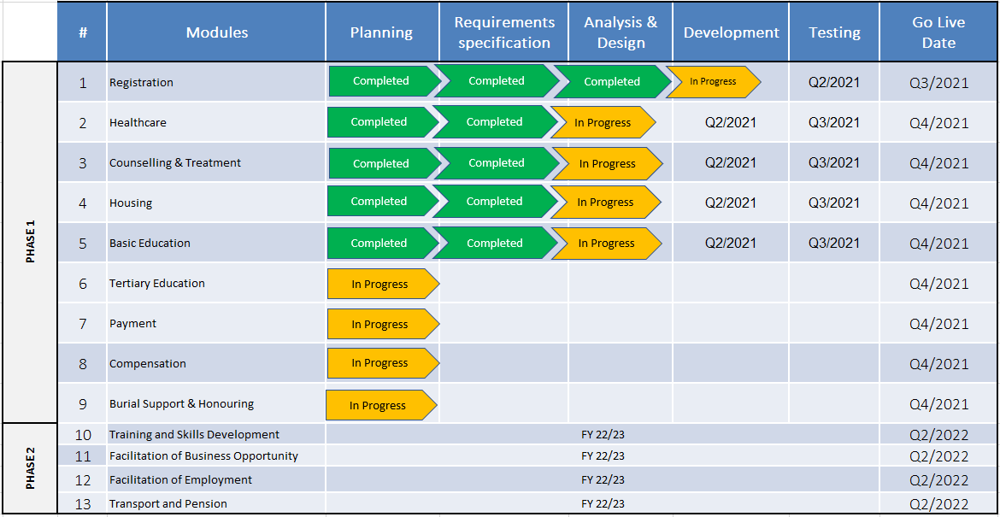 # Modules Planning Requirements specification Analysis & Design Development Testing Go Live Date
PHASE 1
1 Registration Completed Completed Completed In Progress Q2/2021 Q3/2021
2 Healthcare Completed Completed In Progress Q2/2021 Q3/2021 Q4/2021
3 Counselling & Treatment Completed Completed In Progress Q2/2021 Q3/2021 Q4/2021
4 Housing Completed Completed In Progress Q2/2021 Q3/2021 Q4/2021
5 Basic Education Completed Completed In Progress Q2/2021 Q3/2021 Q4/2021
6 Tertiary Education In Progress Q4/2021
7 Payment In Progress Q4/2021
8 Compensation In Progress Q4/2021
9 Burial Support & Honouring In Progress Q4/2021
PHASE 2
10 Training and Skills Development FY 22/23 Q2/2022
11 Facilitation of Business Opportunity FY 22/23 Q2/2022
12 Facilitation of Employment FY 22/23 Q2/2022
13 Transport and Pension FY 22/23 Q2/2022